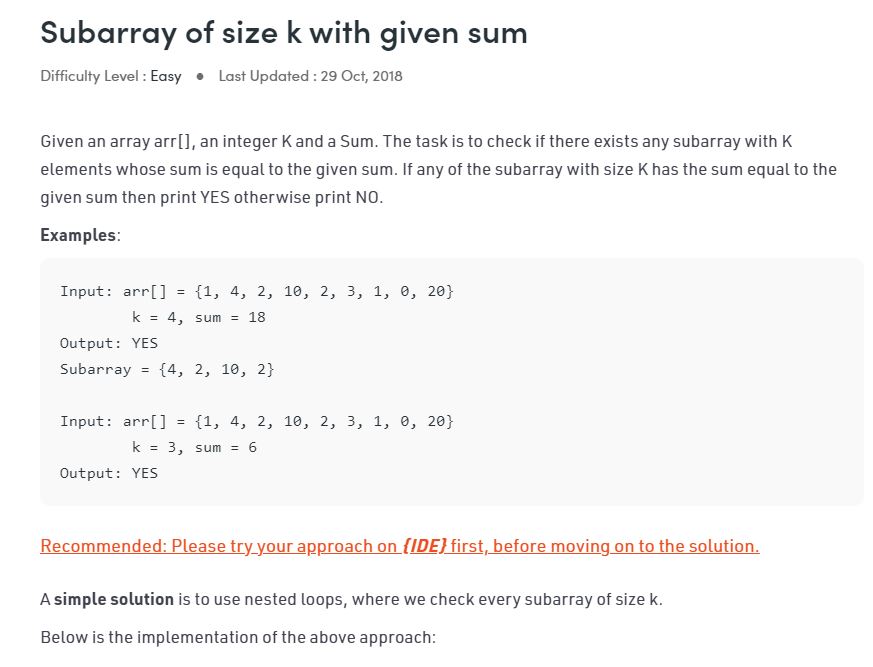 Subarray of size k with given sum
Difficulty Level : Easy ● Last Updated : 29 Oct, 2018
Given an array arr[], an integer K and a Sum. The task is to check if there exists any subarray with K
elements whose sum is equal to the given sum. If any of the subarray with size K has the sum equal to the
given sum then print YES otherwise print NO.
Examples:
Input: arr[] = {1, 4, 2, 10, 2, 3, 1, 0, 20}
        k = 4, sum = 18
Output: YES
Subarray = {4, 2, 10, 2}
Input: arr[] = {1, 4, 2, 10, 2, 3, 1, 0, 20}
        k = 3, sum = 6
Output: YES
Recommended: Please try your approach on {IDE} first, before moving on to the solution.
A simple solution is to use nested loops, where we check every subarray of size k.
Below is the implementation of the above approach: